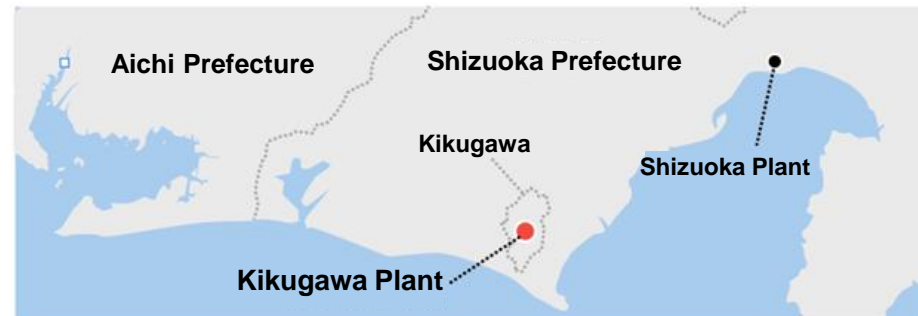 Aichi Prefecture
Shizuoka Prefecture
Kikugawa
Shizuoka Plant
Kikugawa Plant